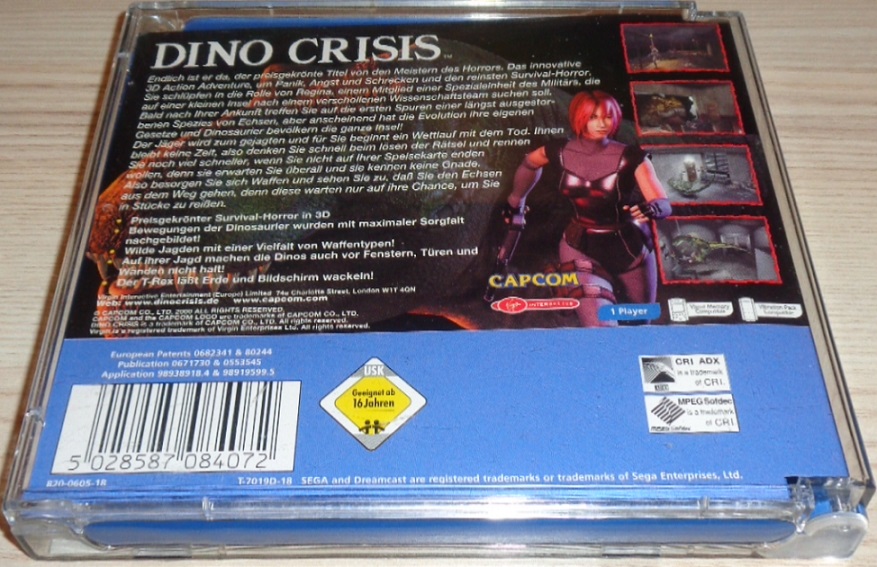 DINO CRISIS™
Endlich ist er da, der preisgekrönte Titel von den Meistern des Horrors. Das innovative
3D Action Adventure, um Panik, Angst und Schrecken und den reinsten Survival-Horror.
Sie schlüpfen in die Rolle von Regina, einem Mitglied einer Spezialeinheit des Militärs, die
auf einer kleinen Insel nach einem verschollenen Wissenschaftsteam suchen soll.
Bald nach Ihrer Ankunft treffen Sie auf die ersten Spuren einer längst ausgestor-
benen Spezies von Echsen, aber anscheinend hat die Evolution ihre eigenen
Gesetze und Dinosaurier bevölkern die ganze Insel!
Der Jäger wird zum gejagten und für Sie beginnt ein Wettlauf mit dem Tod. Ihnen
bleibt keine Zeit, also denken Sie schnell beim lösen der Rätsel und rennen
Sie noch viel schneller, wenn Sie nicht auf Ihrer Speisekarte enden
wollen, denn sie erwarten Sie überall und sie kennen keine Gnade.
Also besorgen Sie sich Waffen und sehen Sie zu, daß Sie den Echsen
aus dem Weg gehen, denn diese warten nur auf ihre Chance, um Sie
in Stücke zu reißen.
Preisgekrönter Survival-Horror in 3D
Bewegungen der Dinosaurier wurden mit maximaler Sorgfalt
nachgebildet!
Wilde Jagden mit einer Vielfalt von Waffentypen!
Auf ihrer Jagd machen die Dinos auch vor Fenstern, Türen und
Wänden nicht halt!
Der T-Rex läßt Erde und Bildschirm wackeln!
Virgin Interactive Entertainment (Europe) Limited 74a Charlotte Street, London W1T 4QN
Web: www.dinocrisis.de www.capcom.com
© CAPCOM CO., LTD. 2000 ALL RIGHTS RESERVED.
CAPCOM and the CAPCOM LOGO are trademarks of CAPCOM CO., LTD.
DINO CRISIS is a trademark of CAPCOM CO., LTD. All rights reserved.
Virgin is a registered trademark of Virgin Enterprises Ltd. All rights reserved.
CAPCOM
Virgin INTERACTIVE
1 Player
Visual Memory
Compatible
Vibration Pack
Compatible
European Patents 0682341 & 80244
Publication 0671730 & 0553545
Application 98938918.4 & 98919599.5
5 028587 084072
820-0605-18
USK
Geeignet ab
16 Jahren
CRI ADX
is a trademark
of CRI.
MPEG Sofdec
is a trademark
of CRI
T-7019D-18 SEGA and Dreamcast are registered trademarks or trademarks of Sega Enterprises, Ltd.